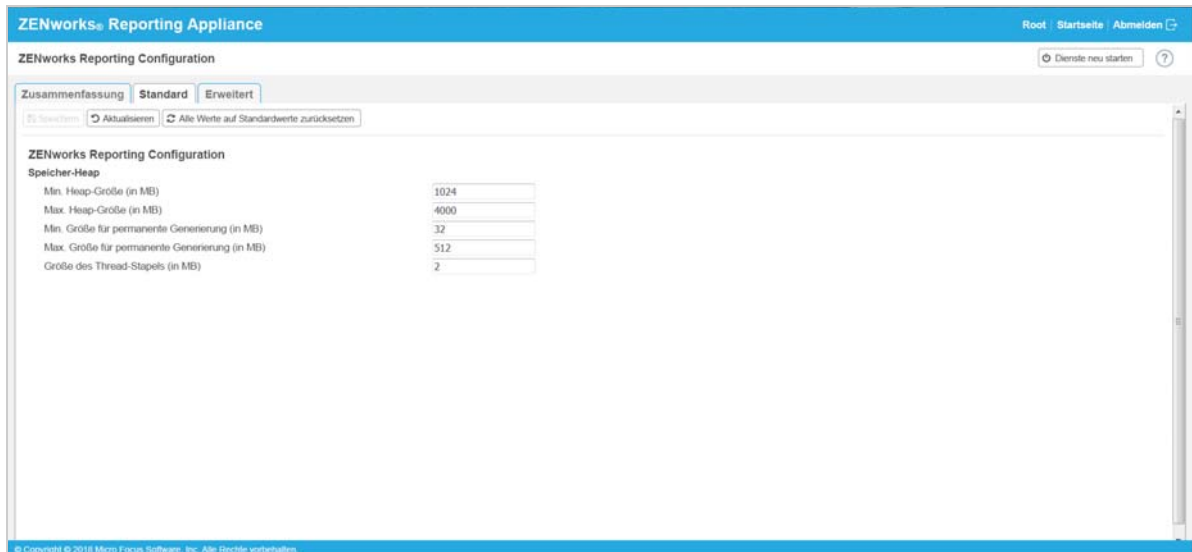 ZENworks® Reporting Appliance
Root | Startseite | Abmelden
ZENworks Reporting Configuration
Dienste neu starten ?
Zusammenfassung Standard Erweitert
Speichern Aktualisieren Alle Werte auf Standardwerte zurücksetzen
ZENworks Reporting Configuration
Speicher-Heap
Min. Heap-Größe (in MB) 1024
Max. Heap-Größe (in MB) 4000
Min. Größe für permanente Generierung (in MB) 32
Max. Größe für permanente Generierung (in MB) 512
Größe des Thread-Stapels (in MB) 2
© Copyright © 2018 Micro Focus Software, Inc. Alle Rechte vorbehalten.